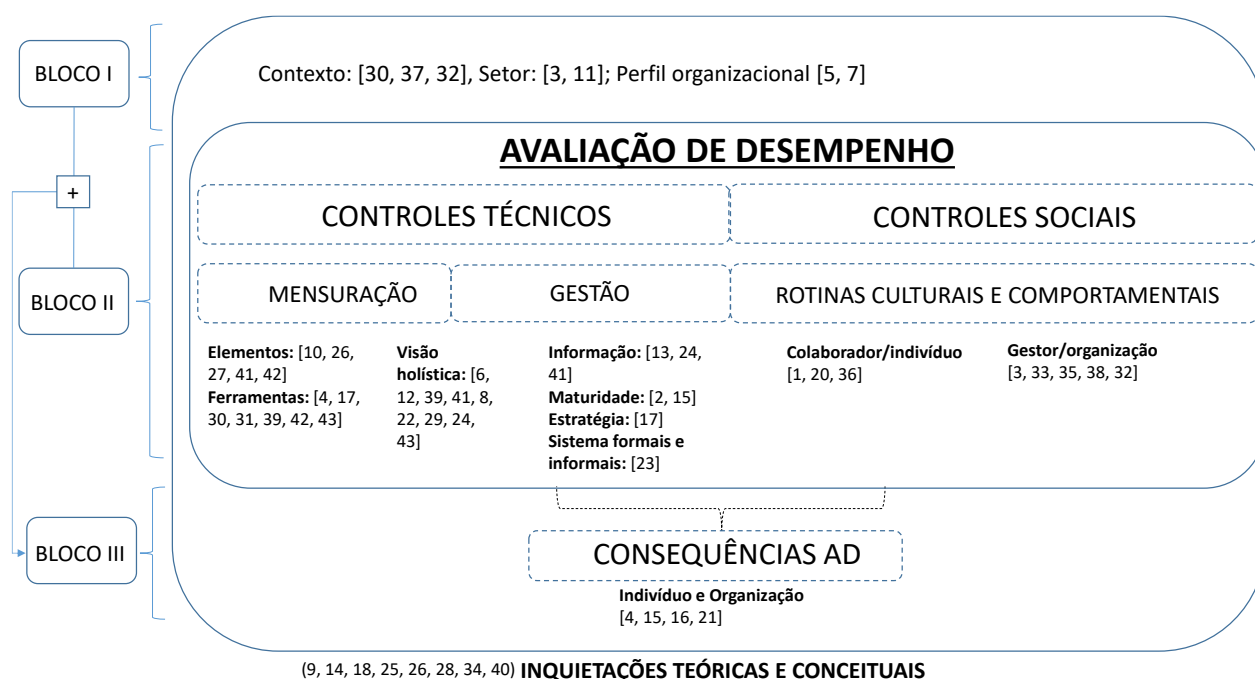 BLOCO I
Contexto: [30, 37, 32], Setor: [3, 11]; Perfil organizacional [5, 7]
AVALIAÇÃO DE DESEMPENHO
+
CONTROLES TÉCNICOS
CONTROLES SOCIAIS
BLOCO II
MENSURAÇÃO
GESTÃO
ROTINAS CULTURAIS E COMPORTAMENTAIS
Elementos: [10, 26,
27, 41, 42]
Ferramentas: [4, 17,
30, 31, 39, 42, 43]
Visão
holística: [6,
12, 39, 41, 8,
22, 29, 24,
43]
Informação: [13, 24,
41]
Maturidade: [2, 15]
Estratégia: [17]
Sistema formais e
informais: [23]
Colaborador/indivíduo
[1, 20, 36]
Gestor/organização
[3, 33, 35, 38, 32]
BLOCO III
CONSEQUÊNCIAS AD
Indivíduo e Organização
[4, 15, 16, 21]
(9, 14, 18, 25, 26, 28, 34, 40) INQUIETAÇÕES TEÓRICAS E CONCEITUAIS